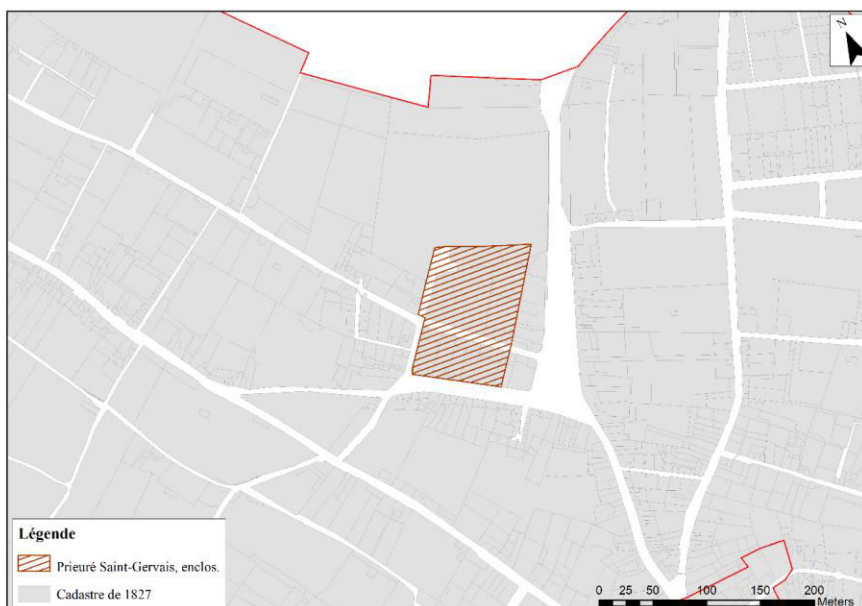 N
Légende
Prieuré Saint-Gervais, enclos.
Cadastre de 1827
0 25 50 100 150 200
Meters